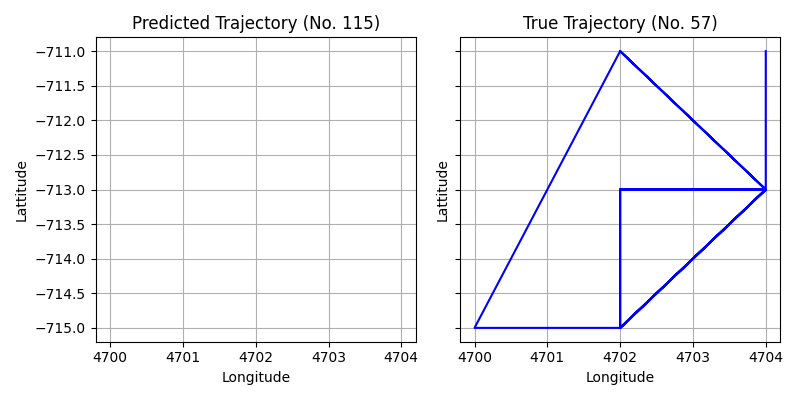 Predicted Trajectory (No. 115)
Lattitude
−711.0
−711.5
−712.0
−712.5
−713.0
−713.5
−714.0
−714.5
−715.0
4700 4701 4702 4703 4704
Longitude
True Trajectory (No. 57)
Lattitude
4700 4701 4702 4703 4704
Longitude